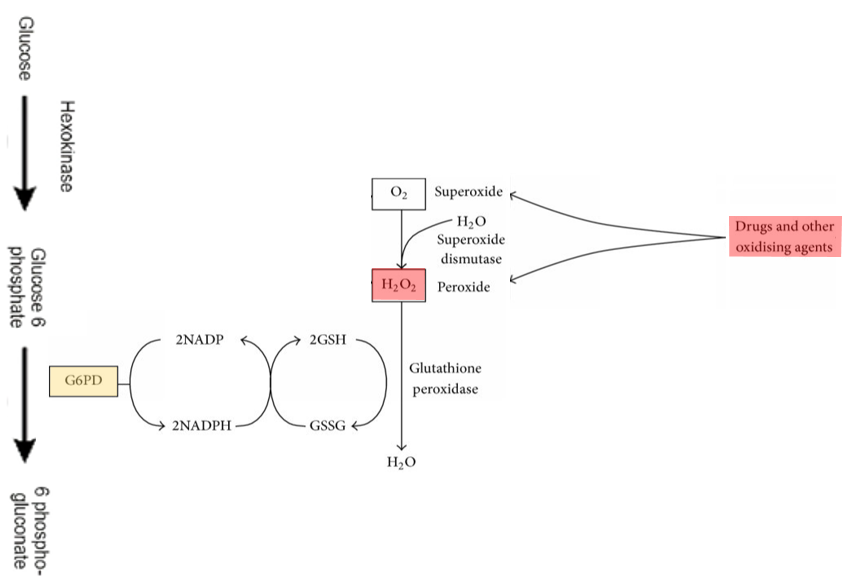 Glucose
Hexokinase
Glucose 6
phosphate
6 phospho-
gluconate
G6PD
2NADP
2NADPH
2GSH
GSSG
O₂
Superoxide
H₂O
Superoxide
dismutase
H₂O₂
Peroxide
Glutathione
peroxidase
H₂O
Drugs and other
oxidising agents